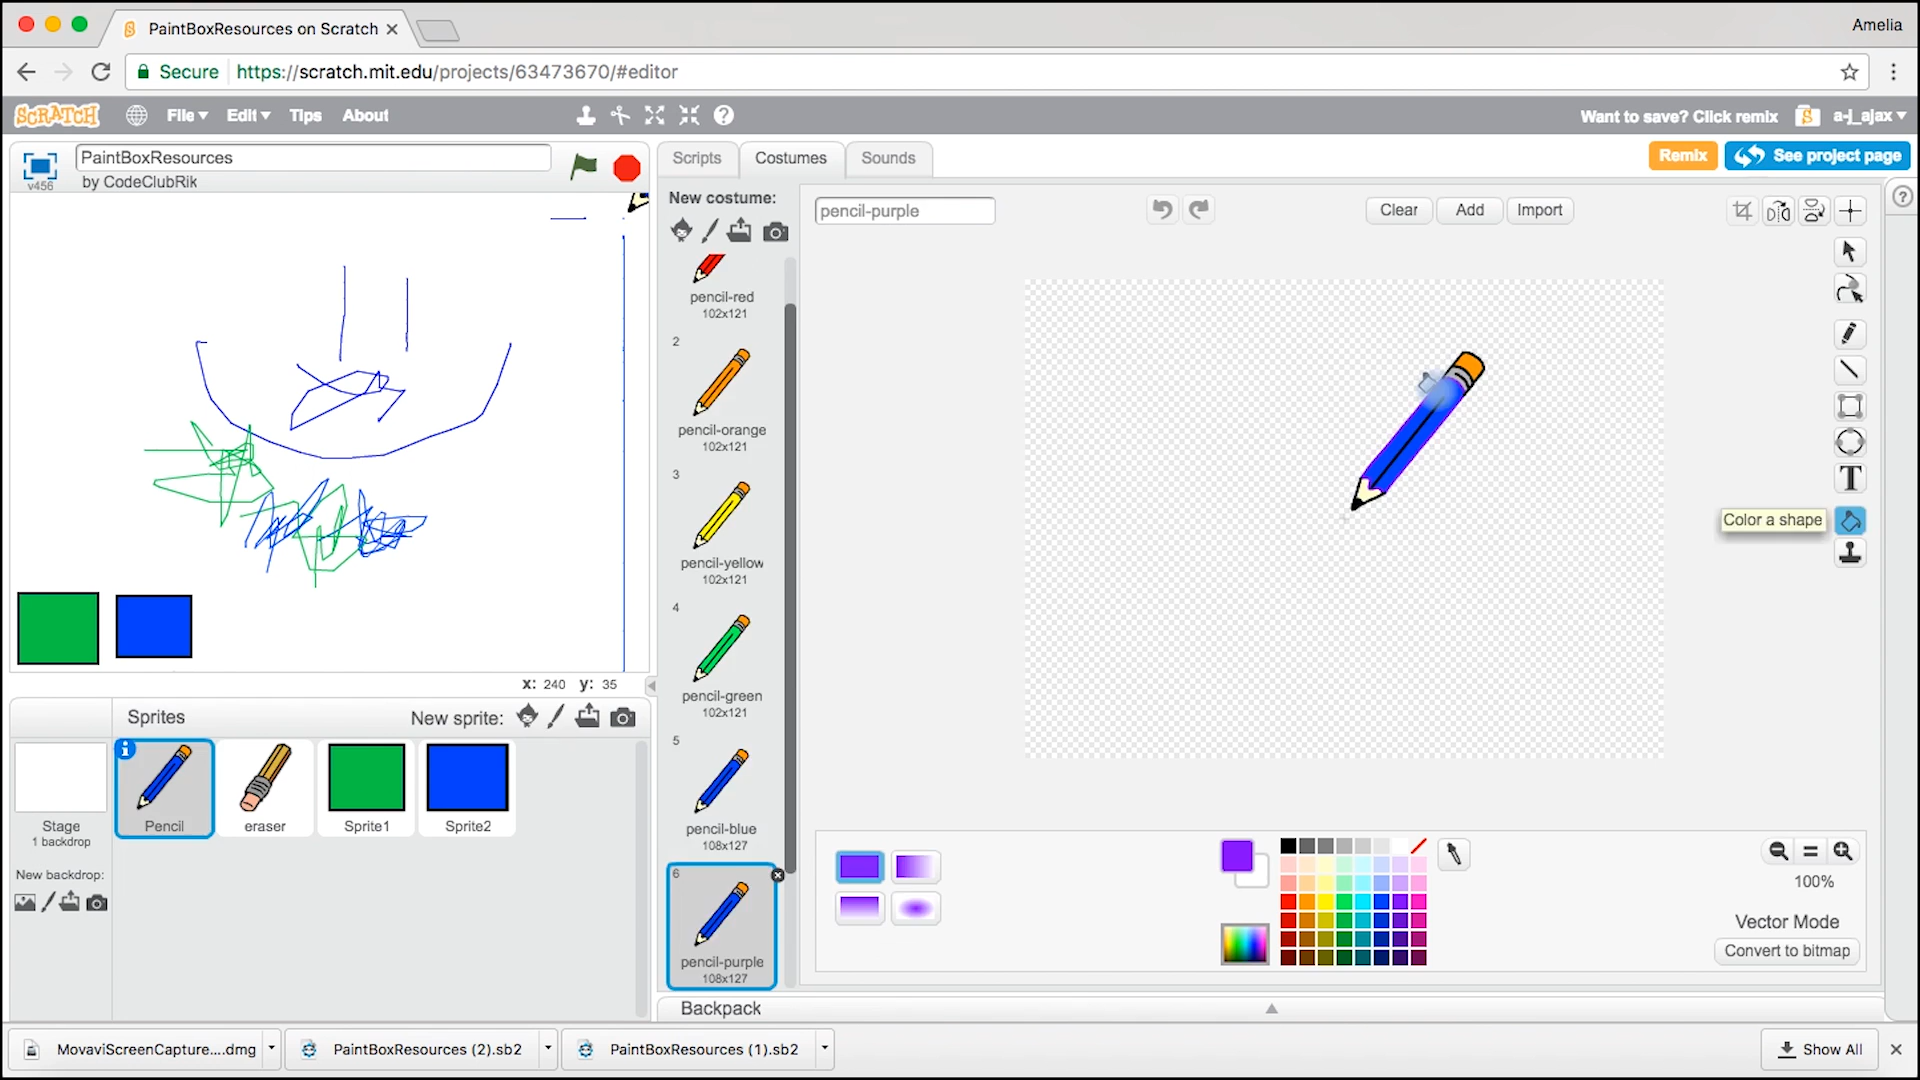 PaintBoxResources on Scratch
Amelia
Secure https://scratch.mit.edu/projects/63473670/#editor
SCRATCH File Edit Tips About Want to save? Click remix a-j_ajax
PaintBoxResources
by CodeClubRik
v456
Scripts Costumes Sounds
Remix See project page
New costume:
pencil-purple
Clear Add Import
pencil-red
102x121
2
pencil-orange
102x121
3
pencil-yellow
102x121
4
pencil-green
102x121
5
pencil-blue
108x127
6
pencil-purple
108x127
T
Color a shape
x: 240 y: 35
Sprites New sprite:
Stage
1 backdrop
New backdrop:
Pencil
eraser
Sprite1
Sprite2
100%
Vector Mode
Convert to bitmap
Backpack
MovaviScreenCapture....dmg
PaintBoxResources (2).sb2
PaintBoxResources (1).sb2
Show All